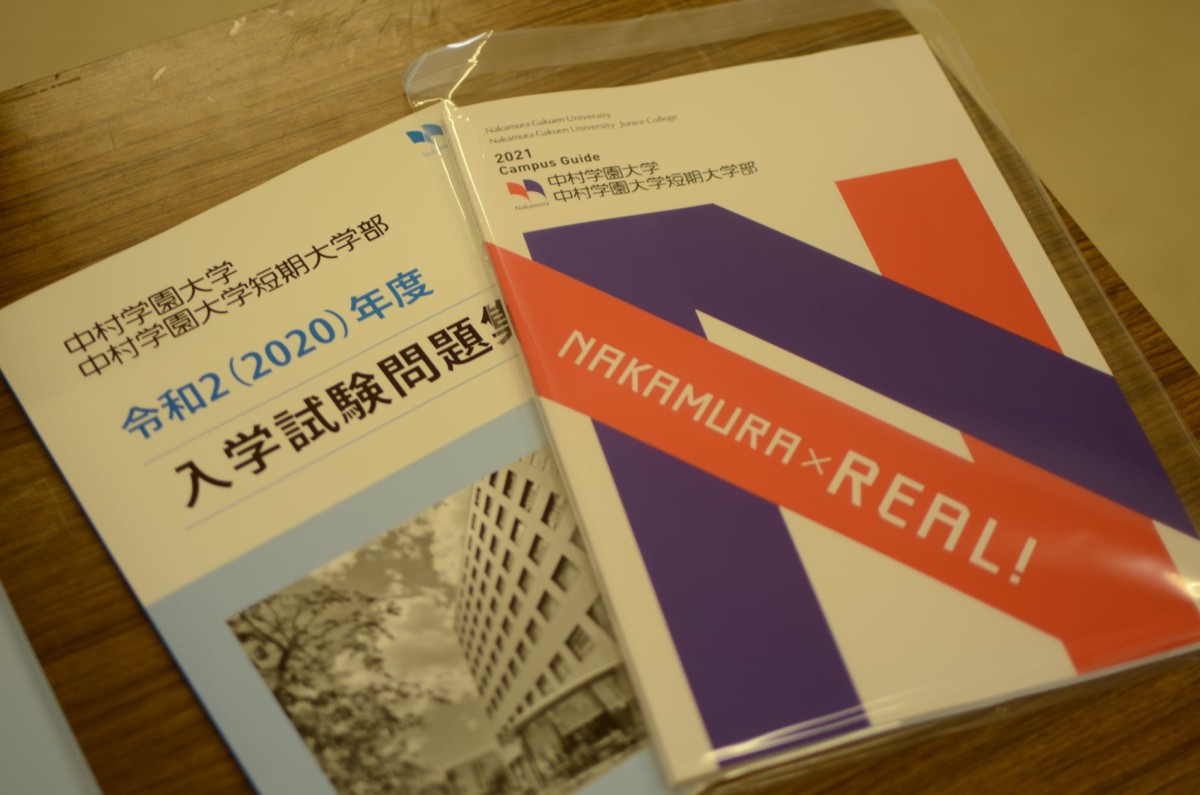 中村学園大学
中村学園大学短期大学部
令和2(2020)年度
入学試験問題集
Nakamura Gakuen University
Nakamura Gakuen University Junior College
2021
Campus Guide
中村学園大学
中村学園大学短期大学部
Nakamura
NAKAMURA×REAL!